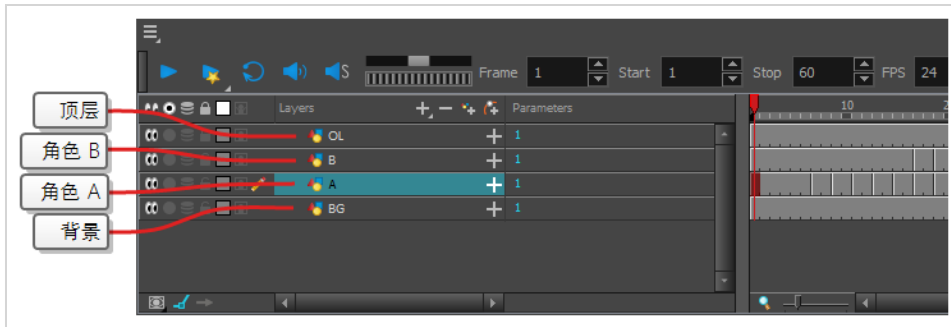 S Frame 1 Start 1 Stop 60 FPS 24
Layers Parameters 10 2
顶层 OL 1
角色 B B 1
角色 A A 1
背景 BG 1